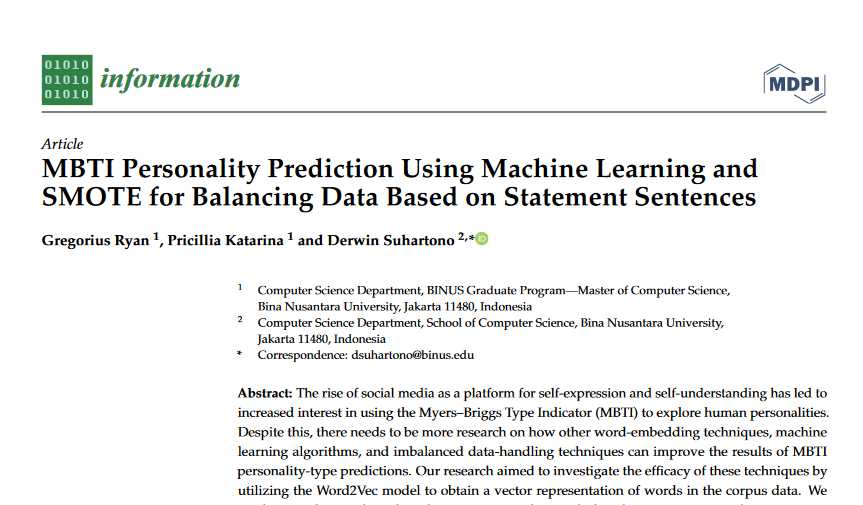 01010
01010
01010
information
MDPI
Article
MBTI Personality Prediction Using Machine Learning and
SMOTE for Balancing Data Based on Statement Sentences
Gregorius Ryan 1, Pricillia Katarina 1 and Derwin Suhartono 2,* iD
1 Computer Science Department, BINUS Graduate Program—Master of Computer Science,
Bina Nusantara University, Jakarta 11480, Indonesia
2 Computer Science Department, School of Computer Science, Bina Nusantara University,
Jakarta 11480, Indonesia
* Correspondence: dsuhartono@binus.edu
Abstract: The rise of social media as a platform for self-expression and self-understanding has led to
increased interest in using the Myers–Briggs Type Indicator (MBTI) to explore human personalities.
Despite this, there needs to be more research on how other word-embedding techniques, machine
learning algorithms, and imbalanced data-handling techniques can improve the results of MBTI
personality-type predictions. Our research aimed to investigate the efficacy of these techniques by
utilizing the Word2Vec model to obtain a vector representation of words in the corpus data. We